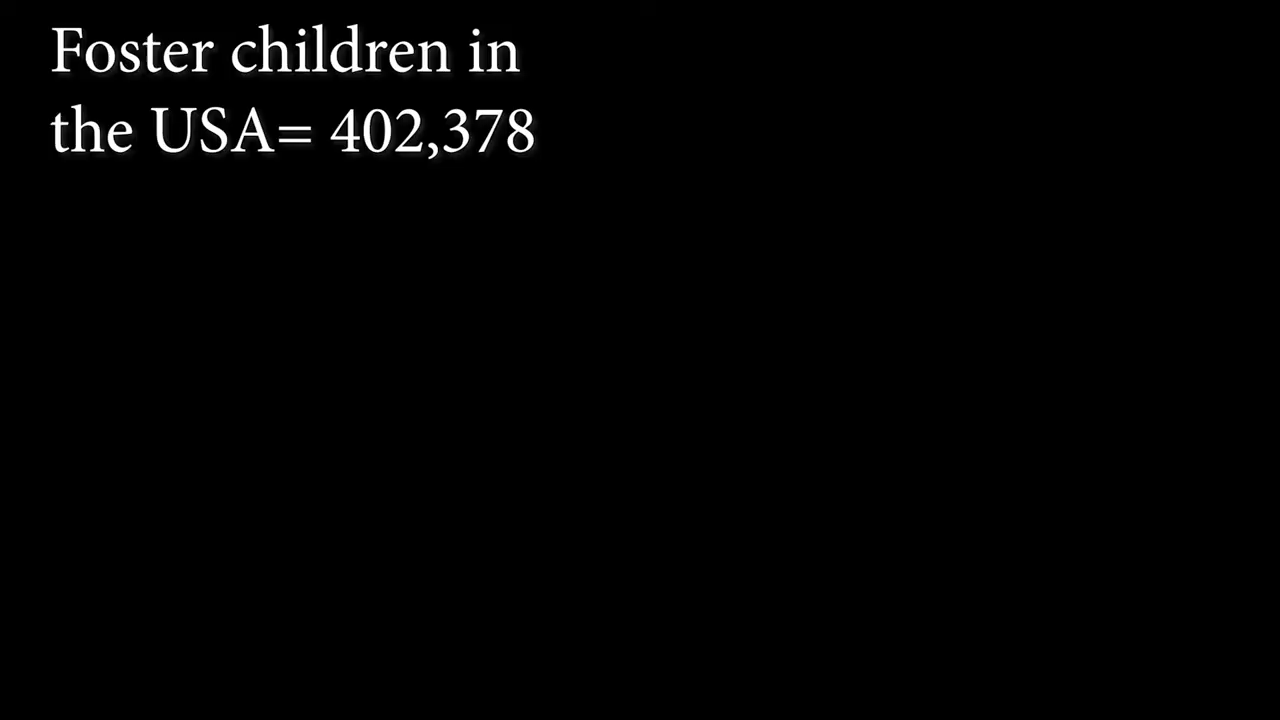 Foster children in
the USA= 402,378